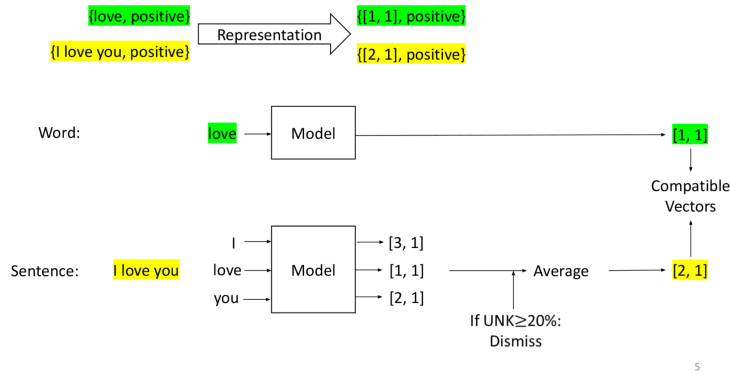 {love, positive}
{I love you, positive}
Representation
{[1, 1], positive}
{[2, 1], positive}
Word:
love
Model
[1, 1]
Compatible
Vectors
Sentence:
I love you
I
love
you
Model
[3, 1]
[1, 1]
[2, 1]
Average
[2, 1]
If UNK≥20%:
Dismiss
5